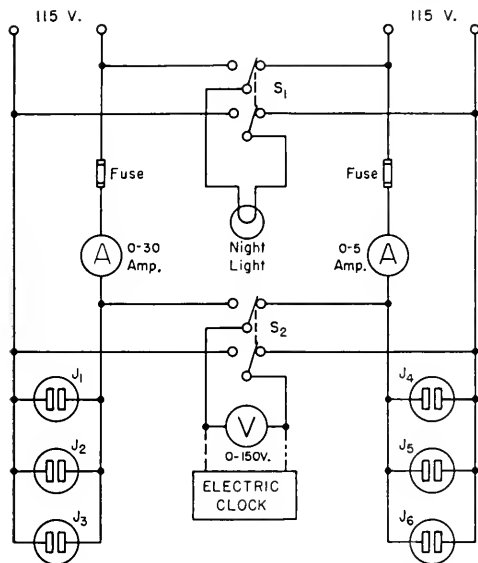 115 V.
115 V.
S1
Fuse
Fuse
A
0-30
Amp.
Night
Light
A
0-5
Amp.
S2
J1
J4
V
0-150V.
J2
J5
ELECTRIC
CLOCK
J3
J6